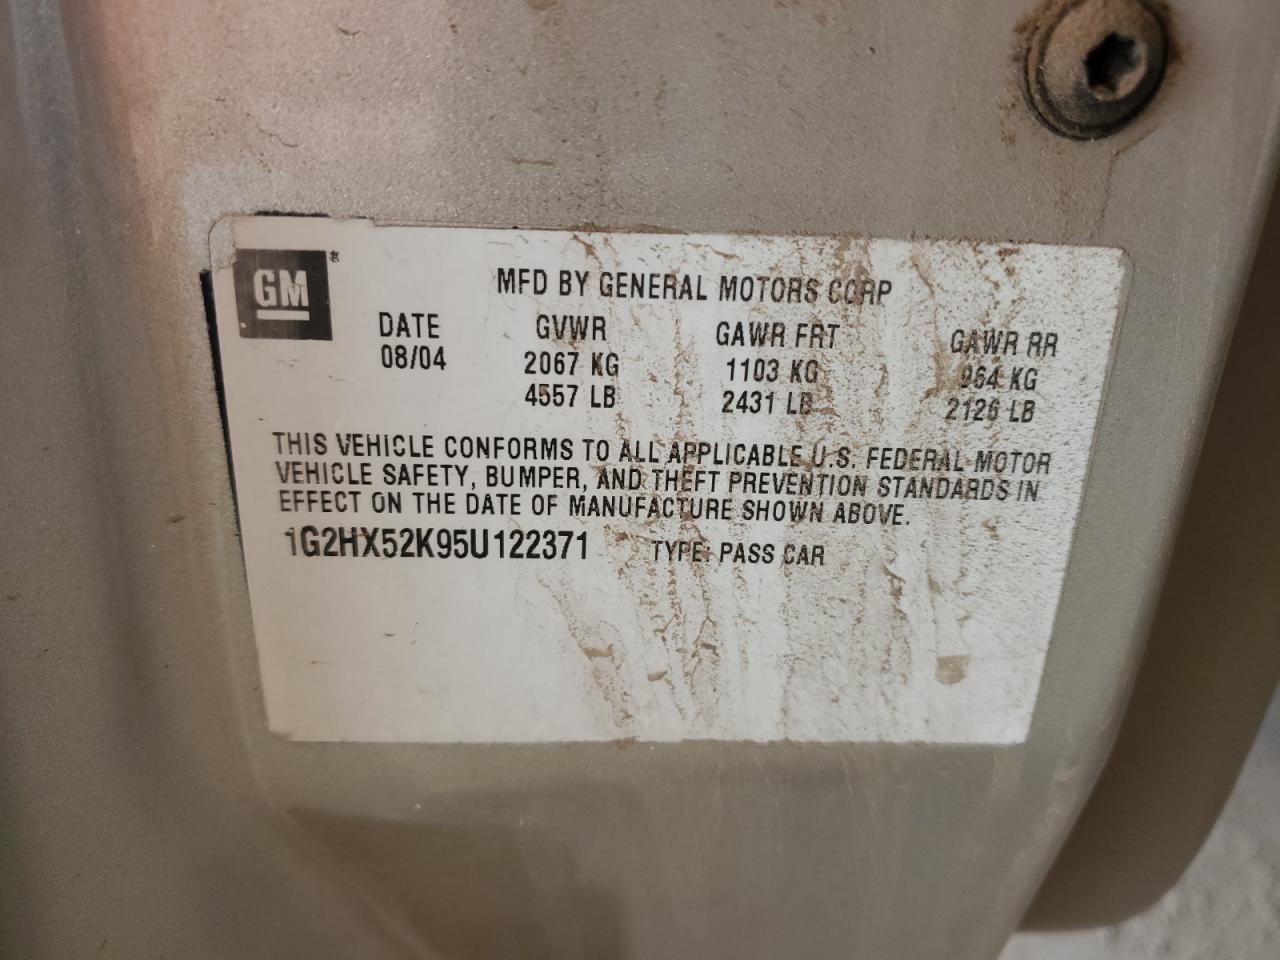 GM®
MFD BY GENERAL MOTORS CORP
DATE GVWR GAWR FRT GAWR RR
08/04 2067 KG 1103 KG 964 KG
4557 LB 2431 LB 2126 LB
THIS VEHICLE CONFORMS TO ALL APPLICABLE U.S. FEDERAL MOTOR
VEHICLE SAFETY, BUMPER, AND THEFT PREVENTION STANDARDS IN
EFFECT ON THE DATE OF MANUFACTURE SHOWN ABOVE.
1G2HX52K95U122371 TYPE: PASS CAR